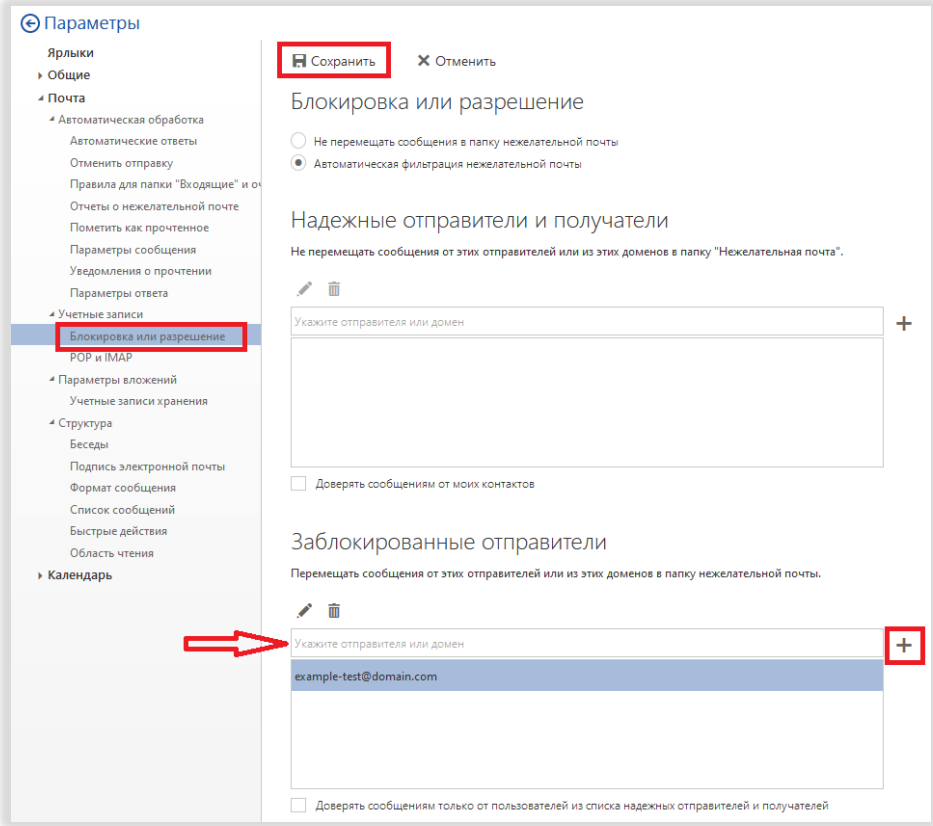 Параметры
Ярлыки
Общие
Почта
Автоматическая обработка
Автоматические ответы
Отменить отправку
Правила для папки "Входящие" и оч
Отчеты о нежелательной почте
Пометить как прочтенное
Параметры сообщения
Уведомления о прочтении
Параметры ответа
Учетные записи
Блокировка или разрешение
POP и IMAP
Параметры вложений
Учетные записи хранения
Структура
Беседы
Подпись электронной почты
Формат сообщения
Список сообщений
Быстрые действия
Область чтения
Календарь
Сохранить
Отменить
Блокировка или разрешение
Не перемещать сообщения в папку нежелательной почты
Автоматическая фильтрация нежелательной почты
Надежные отправители и получатели
Не перемещать сообщения от этих отправителей или из этих доменов в папку "Нежелательная почта".
Укажите отправителя или домен
Доверять сообщениям от моих контактов
Заблокированные отправители
Перемещать сообщения от этих отправителей или из этих доменов в папку нежелательной почты.
Укажите отправителя или домен
example-test@domain.com
Доверять сообщениям только от пользователей из списка надежных отправителей и получателей